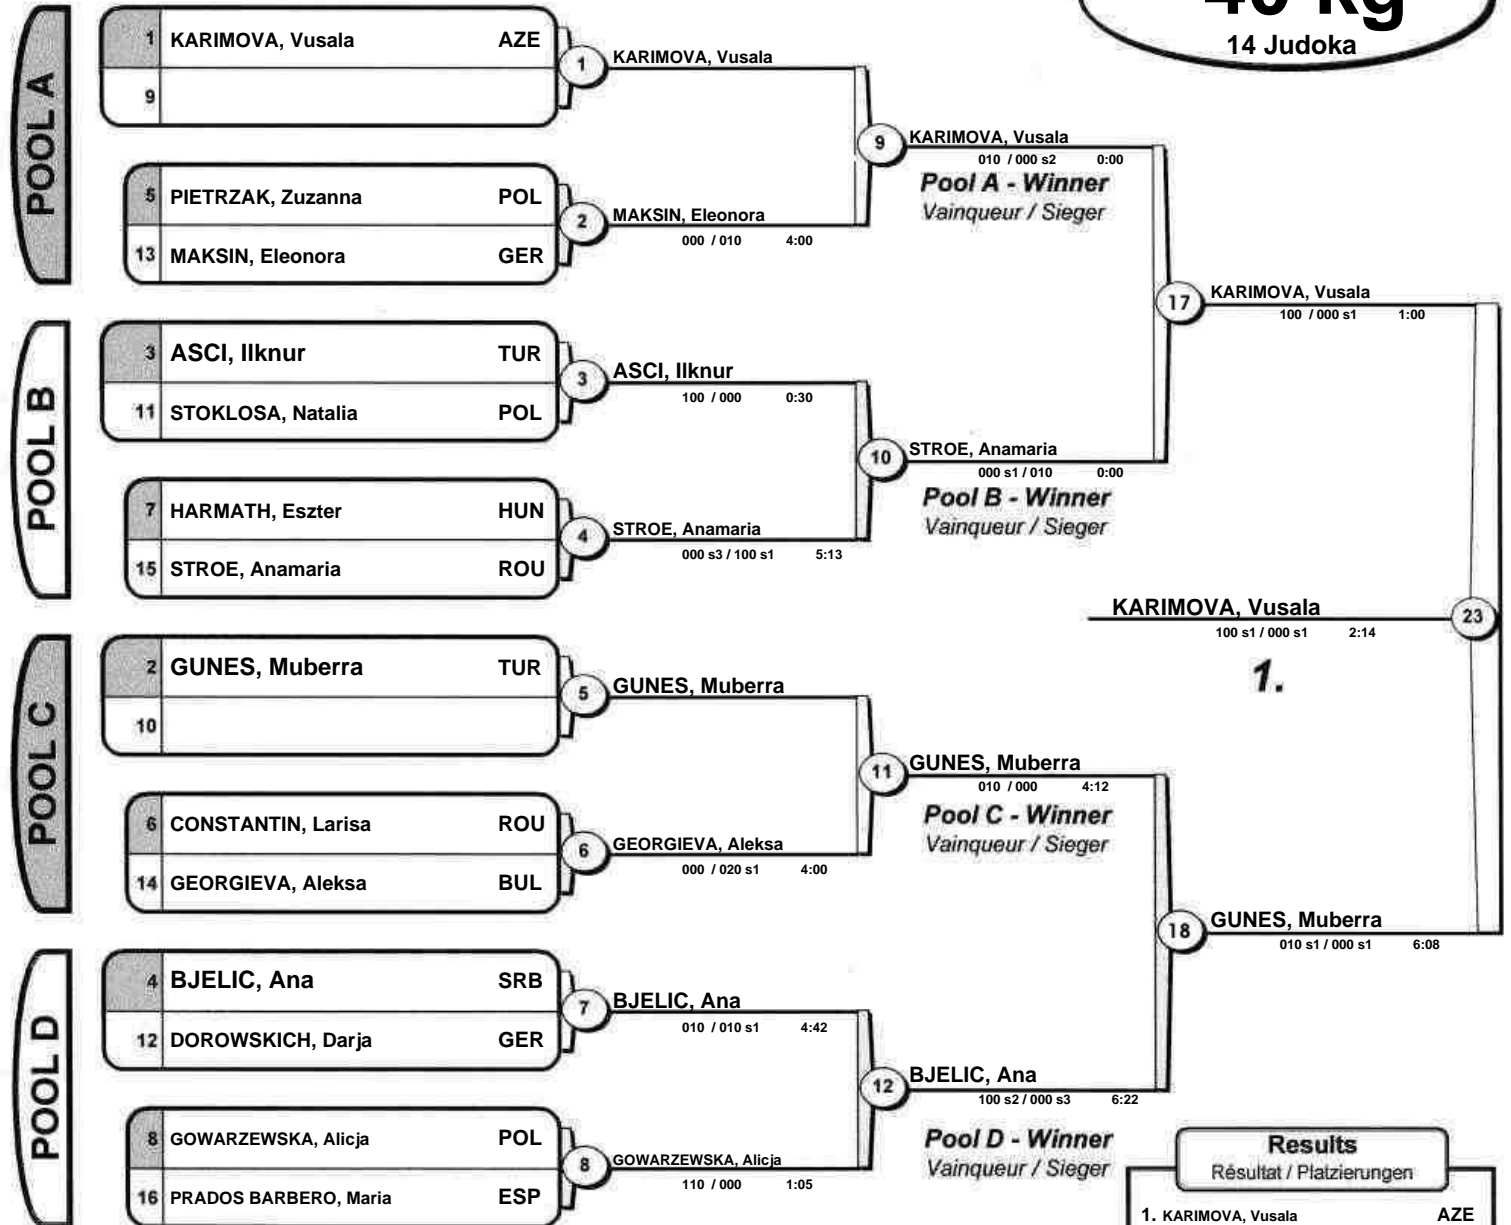 40 kg
14 Judoka
POOL A
1 KARIMOVA, Vusala AZE
9
1 KARIMOVA, Vusala
5 PIETRZAK, Zuzanna POL
13 MAKSIN, Eleonora GER
2 MAKSIN, Eleonora
000 / 010 4:00
9 KARIMOVA, Vusala
010 / 000 s2 0:00
Pool A - Winner
Vainqueur / Sieger
POOL B
3 ASCI, Ilknur TUR
11 STOKLOSA, Natalia POL
3 ASCI, Ilknur
100 / 000 0:30
7 HARMATH, Eszter HUN
15 STROE, Anamaria ROU
4 STROE, Anamaria
000 s3 / 100 s1 5:13
10 STROE, Anamaria
000 s1 / 010 0:00
Pool B - Winner
Vainqueur / Sieger
17 KARIMOVA, Vusala
100 / 000 s1 1:00
KARIMOVA, Vusala 23
100 s1 / 000 s1 2:14
1.
POOL C
2 GUNES, Muberra TUR
10
5 GUNES, Muberra
6 CONSTANTIN, Larisa ROU
14 GEORGIEVA, Aleksa BUL
6 GEORGIEVA, Aleksa
000 / 020 s1 4:00
11 GUNES, Muberra
010 / 000 4:12
Pool C - Winner
Vainqueur / Sieger
POOL D
4 BJELIC, Ana SRB
12 DOROWSKICH, Darja GER
7 BJELIC, Ana
010 / 010 s1 4:42
8 GOWARZEWSKA, Alicja POL
16 PRADOS BARBERO, Maria ESP
8 GOWARZEWSKA, Alicja
110 / 000 1:05
12 BJELIC, Ana
100 s2 / 000 s3 6:22
Pool D - Winner
Vainqueur / Sieger
18 GUNES, Muberra
010 s1 / 000 s1 6:08
Results
Résultat / Platzierungen
1. KARIMOVA, Vusala AZE